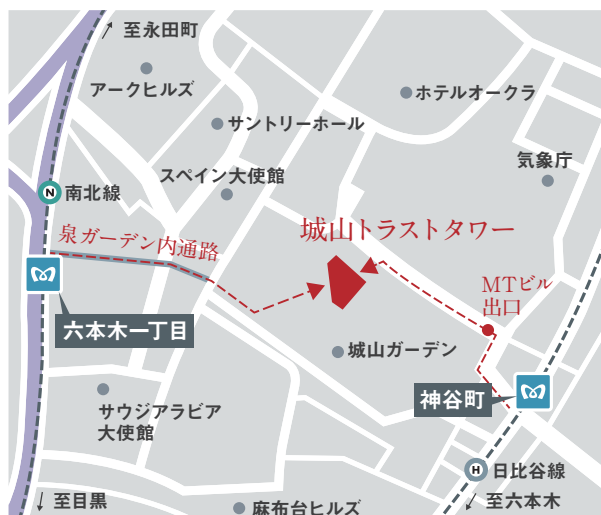 至永田町
アークヒルズ
ホテルオークラ
サントリーホール
気象庁
スペイン大使館
N 南北線
城山トラストタワー
泉ガーデン内通路
MTビル
出口
六本木一丁目
城山ガーデン
神谷町
サウジアラビア
大使館
H 日比谷線
至目黒
麻布台ヒルズ
至六本木